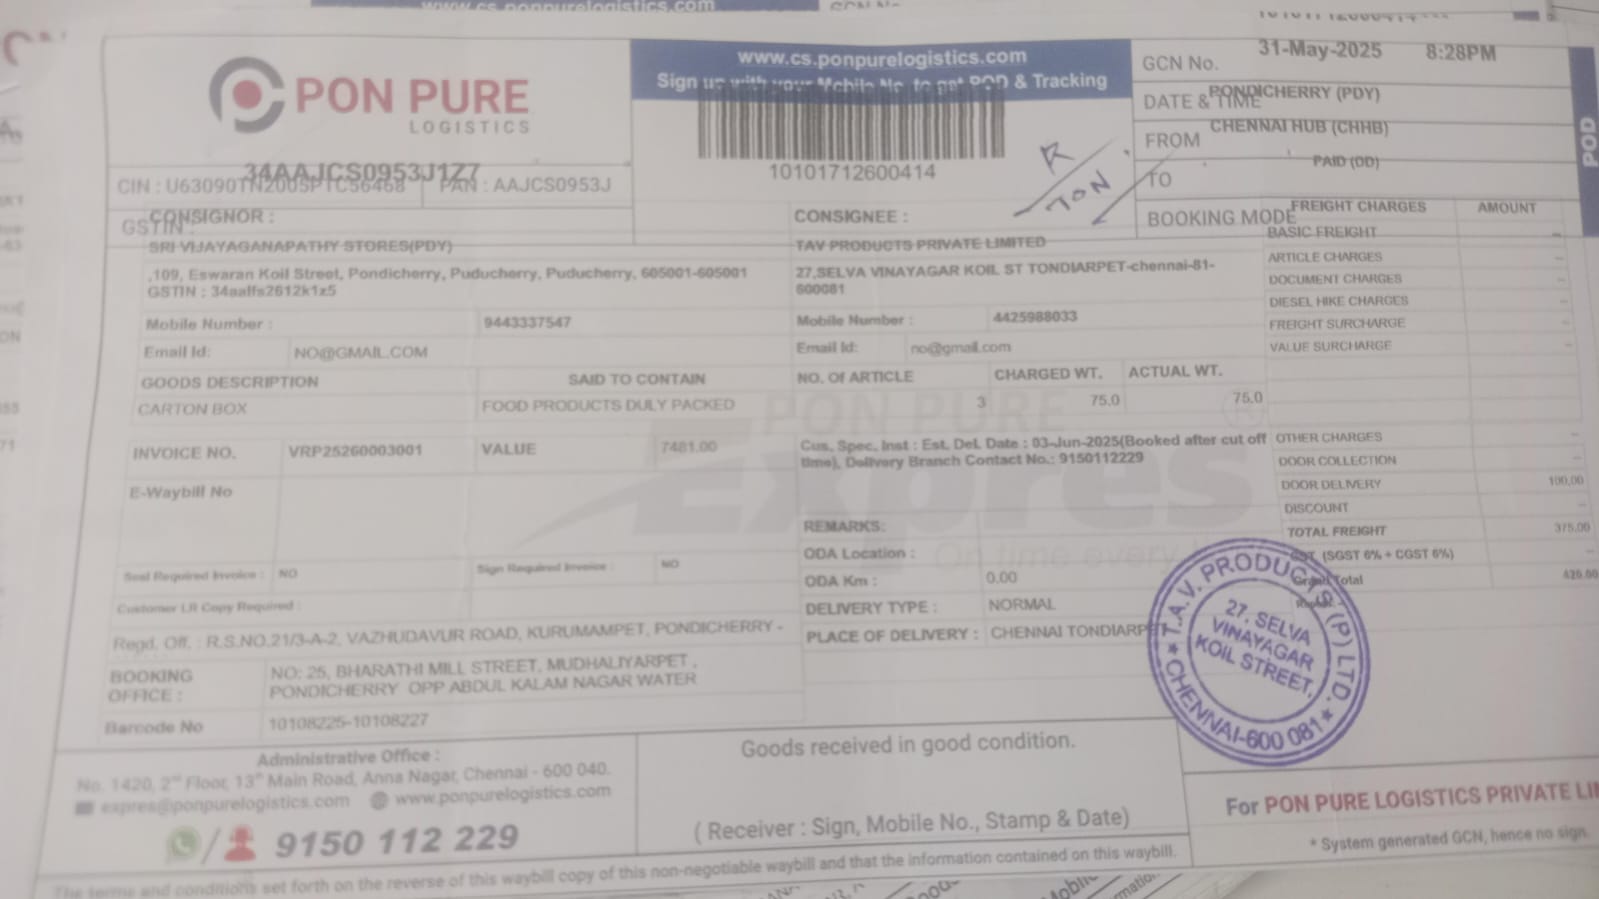 www.cs.ponpurelogistics.com
PON PURE
LOGISTICS
www.cs.ponpurelogistics.com
Sign up with your Mobile No. to get POD & Tracking
10101712600414
GCN No.
31-May-2025 8:28PM
DATE & TIME
PONDICHERRY (PDY)
FROM
CHENNAI HUB (CHHB)
TO
PAID (DD)
BOOKING MODE
POD
R
TON
CIN : U63090TN2005PTC56468
PAN : AAJCS0953J
34AAJCS0953J1Z7
GSTIN :
CONSIGNOR :
SRI VIJAYAGANAPATHY STORES(PDY)
,109, Eswaran Koil Street, Pondicherry, Puducherry, Puducherry, 605001-605001
GSTIN : 34aalfs2612k1z5
Mobile Number : 9443337547
Email Id: NO@GMAIL.COM
CONSIGNEE :
TAV PRODUCTS PRIVATE LIMITED
27,SELVA VINAYAGAR KOIL ST TONDIARPET-chennai-81-
600081
Mobile Number : 4425988033
Email Id: no@gmail.com
FREIGHT CHARGES AMOUNT
BASIC FREIGHT -
ARTICLE CHARGES -
DOCUMENT CHARGES -
DIESEL HIKE CHARGES -
FREIGHT SURCHARGE -
VALUE SURCHARGE -
GOODS DESCRIPTION SAID TO CONTAIN NO. Of ARTICLE CHARGED WT. ACTUAL WT.
CARTON BOX FOOD PRODUCTS DULY PACKED 3 75.0 75.0
PON PURE
Expres
On time every
INVOICE NO. VRP25260003001 VALUE 7481.00
Cus. Spec. Inst : Est. Del. Date : 03-Jun-2025(Booked after cut off
time), Delivery Branch Contact No.: 9150112229
E-Waybill No
OTHER CHARGES -
DOOR COLLECTION -
DOOR DELIVERY 100.00
DISCOUNT -
TOTAL FREIGHT 375.00
GST (SGST 6% + CGST 6%) -
Grand Total 420.00
REMARKS:
ODA Location :
ODA Km : 0.00
DELIVERY TYPE : NORMAL
PLACE OF DELIVERY : CHENNAI TONDIARPET
Seal Required Invoice : NO
Sign Required Invoice : NO
Customer LR Copy Required :
Regd. Off. : R.S.NO.21/3-A-2, VAZHUDAVUR ROAD, KURUMAMPET, PONDICHERRY -
BOOKING
OFFICE :
NO: 25, BHARATHI MILL STREET, MUDHALIYARPET ,
PONDICHERRY OPP ABDUL KALAM NAGAR WATER
Barcode No 10108225-10108227
T.A.V. PRODUCTS (P) LTD.
27, SELVA
VINAYAGAR
KOIL STREET,
CHENNAI-600 081
Administrative Office :
No. 1420, 2nd Floor, 13th Main Road, Anna Nagar, Chennai - 600 040.
expres@ponpurelogistics.com www.ponpurelogistics.com
9150 112 229
Goods received in good condition.
( Receiver : Sign, Mobile No., Stamp & Date)
For PON PURE LOGISTICS PRIVATE LI
* System generated GCN, hence no sign.
The terms and conditions set forth on the reverse of this waybill copy of this non-negotiable waybill and that the information contained on this waybill.